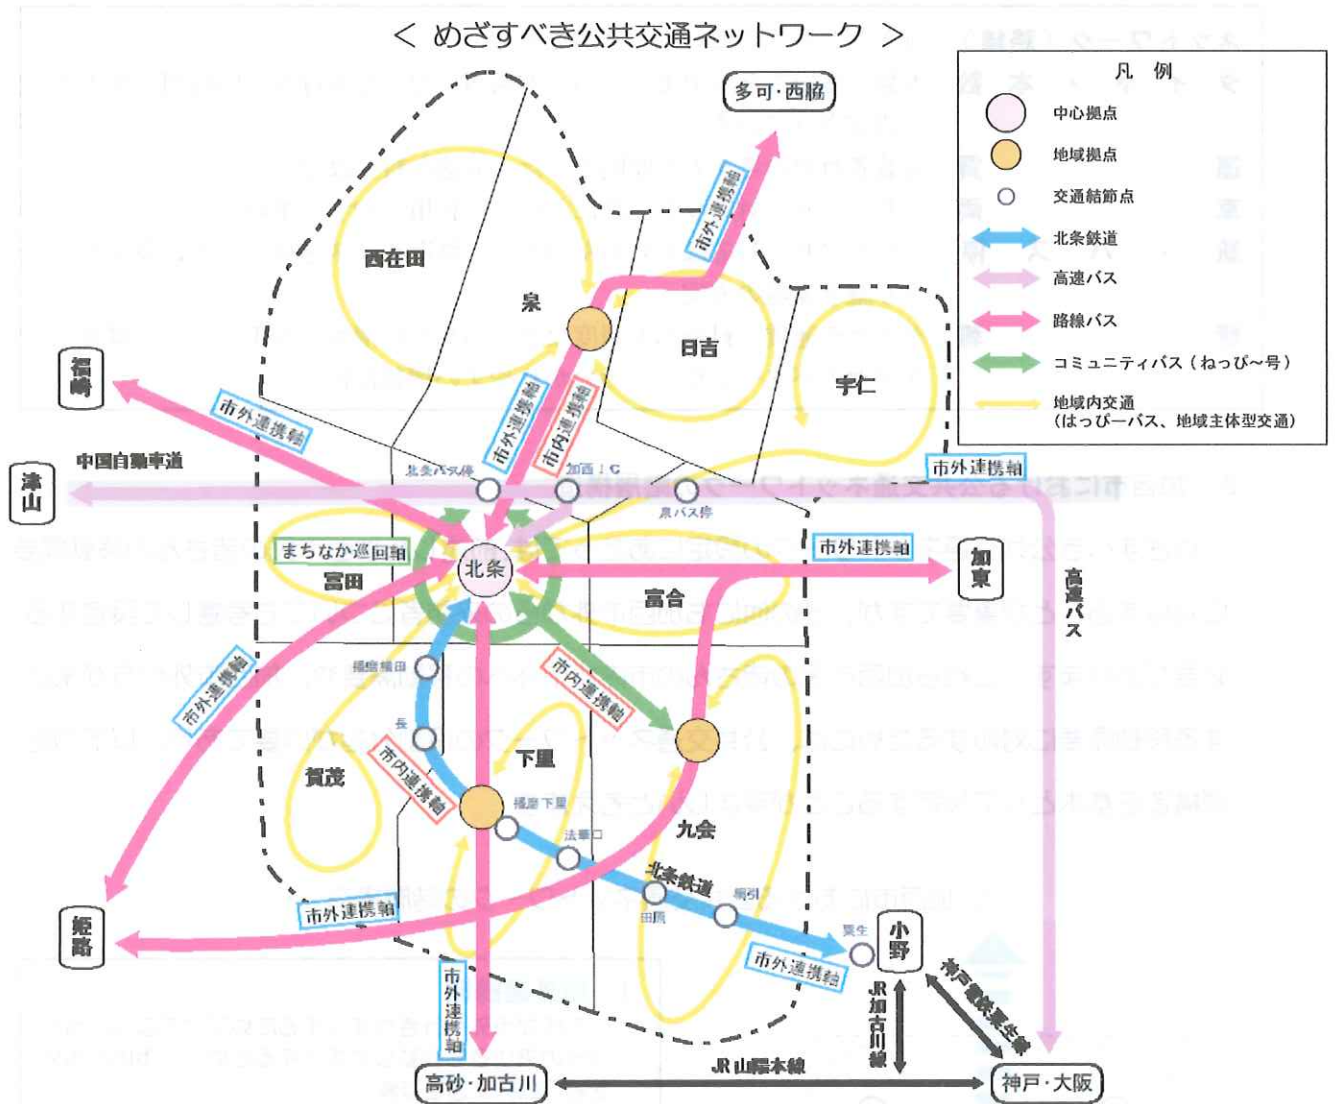 ＜ めざすべき公共交通ネットワーク ＞
凡 例
中心拠点
地域拠点
交通結節点
北条鉄道
高速バス
路線バス
コミュニティバス（ねっぴ～号）
地域内交通
（はっぴーバス、地域主体型交通）
多可・西脇
市外連携軸
西在田
泉
日吉
宇仁
福崎
市外連携軸
市外連携軸
市内連携軸
中国自動車道
津山
北条バス停
加西ＩＣ
泉バス停
市外連携軸
まちなか巡回軸
北条
富田
富合
市外連携軸
加東
高速バス
播磨横田
市内連携軸
市外連携軸
長
賀茂
市内連携軸
下里
播磨下里
法華口
九会
北条鉄道
田原
網引
市外連携軸
姫路
市外連携軸
粟生
小野
市外連携軸
JR加古川線
神戸電鉄粟生線
高砂・加古川
JR山陽本線
神戸・大阪